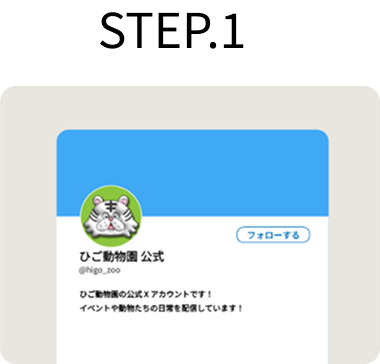 STEP.1
フォローする
ひご動物園 公式
@higo_zoo
ひご動物園の公式 X アカウントです！
イベントや動物たちの日常を配信しています！